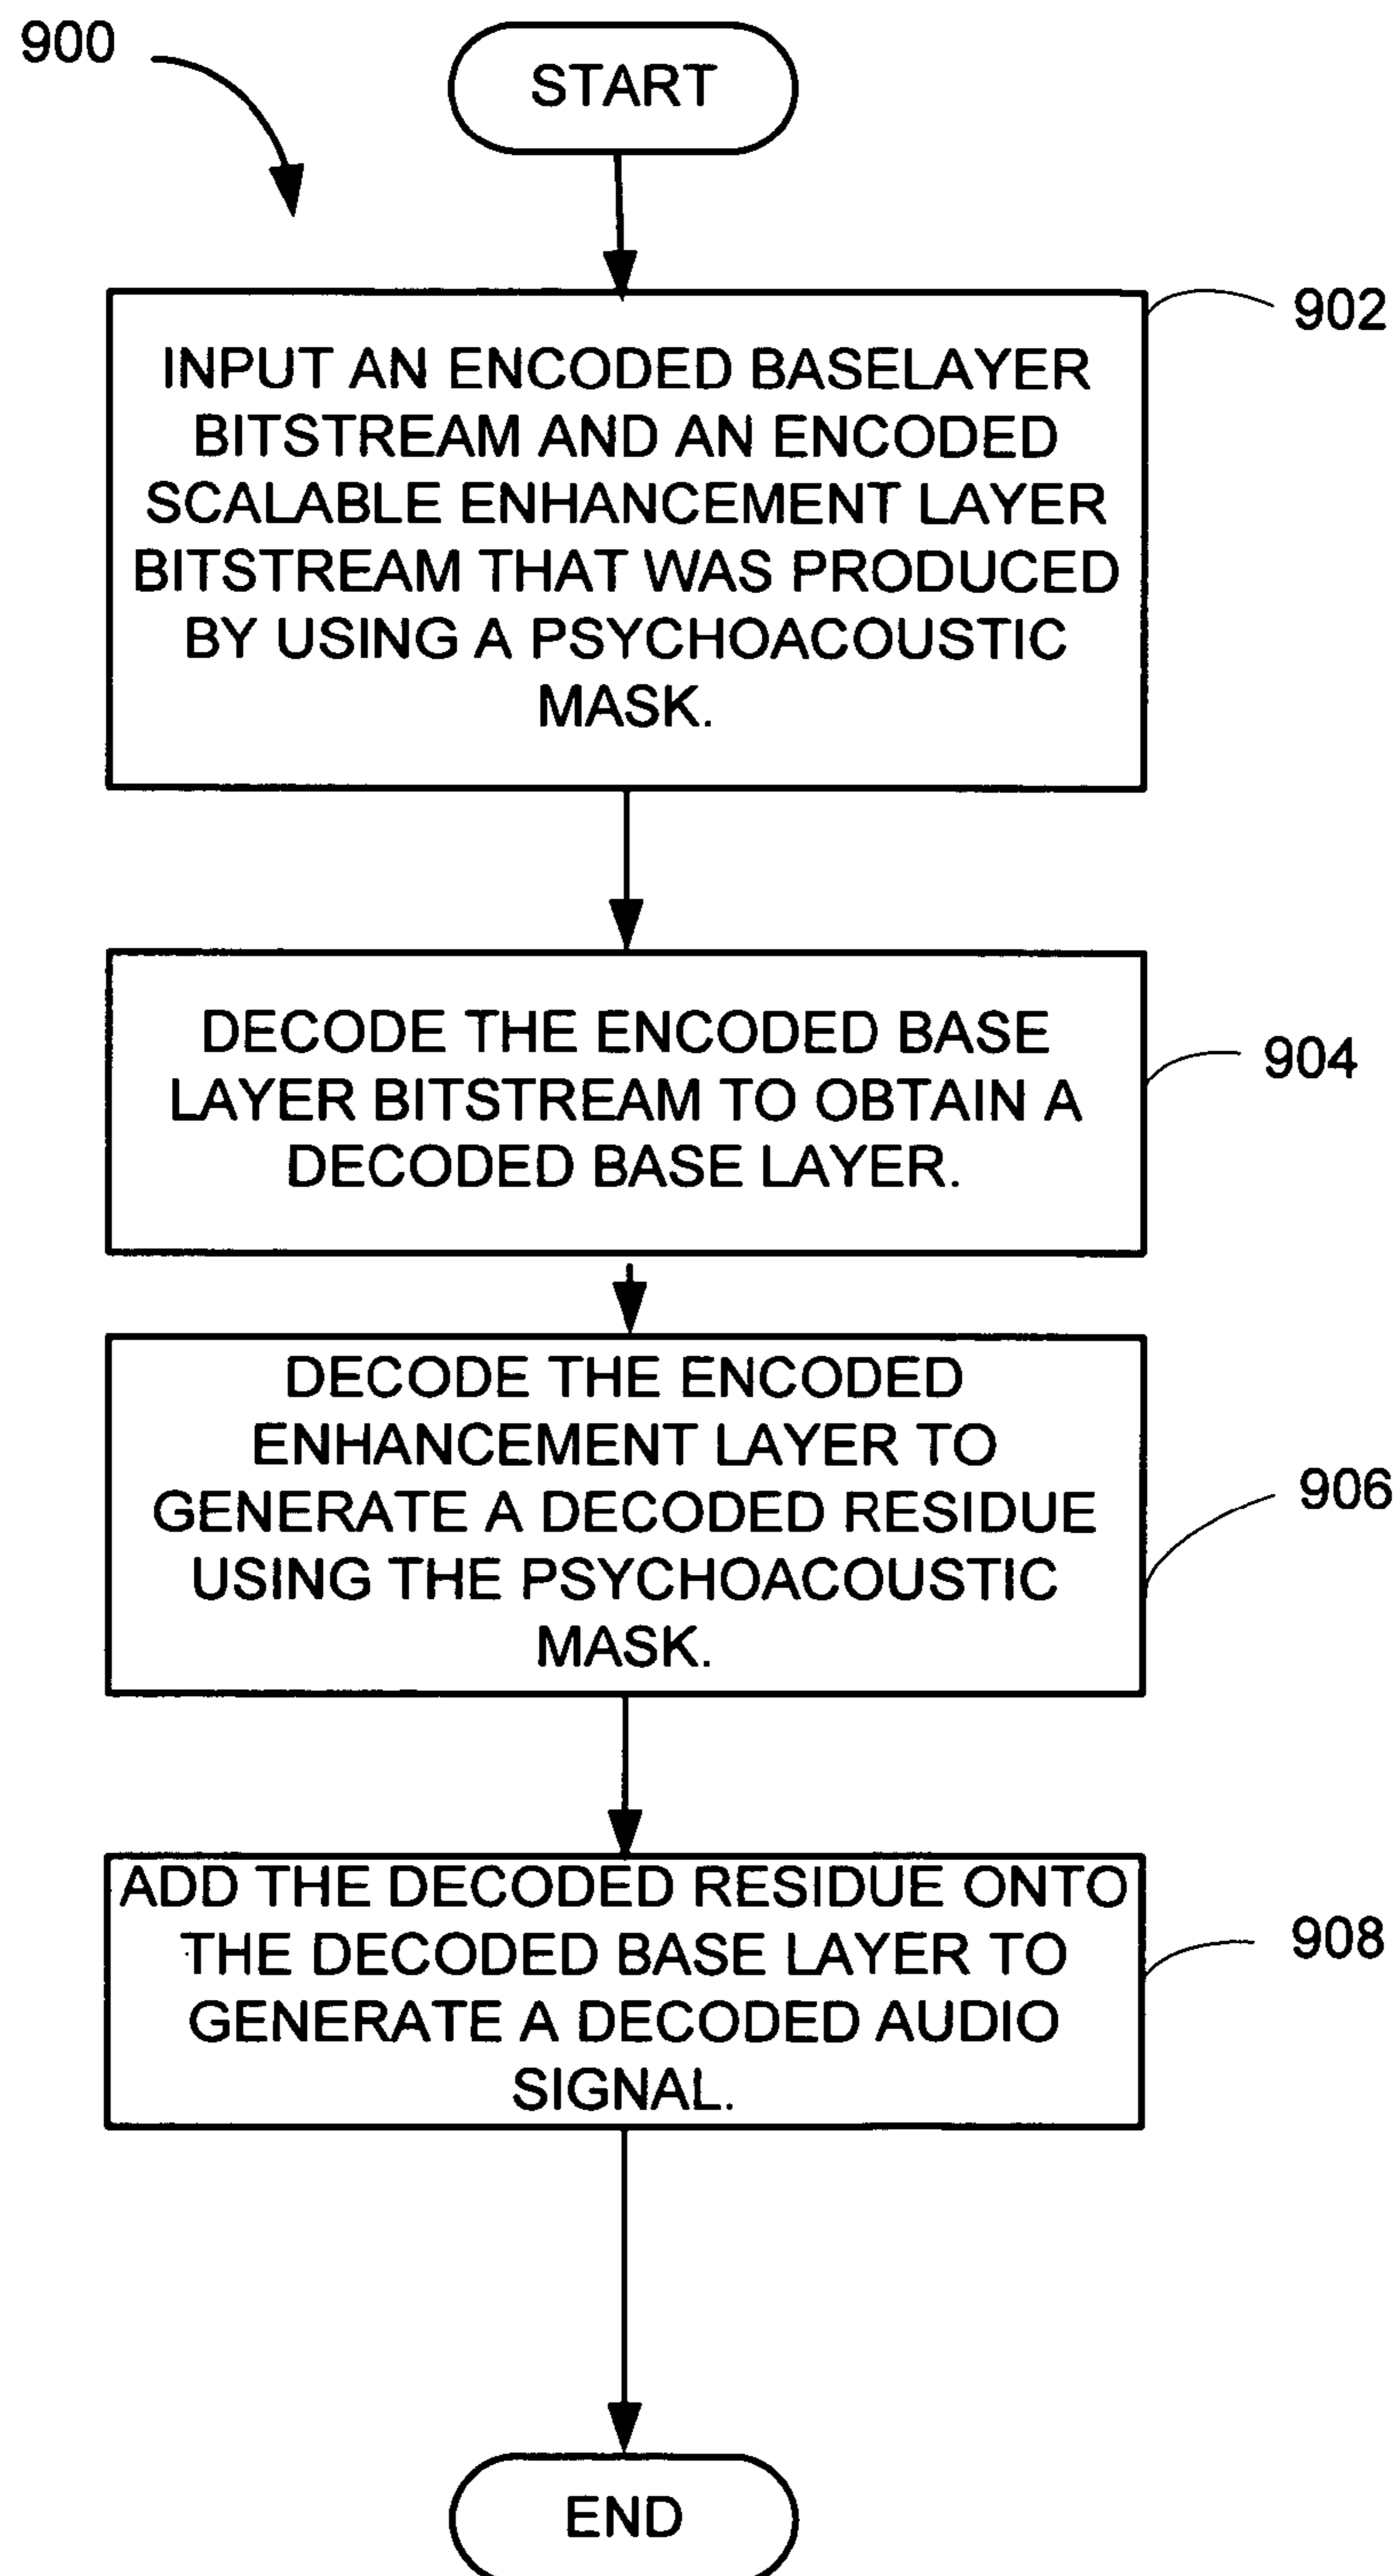 900
START
902
INPUT AN ENCODED BASELAYER
BITSTREAM AND AN ENCODED
SCALABLE ENHANCEMENT LAYER
BITSTREAM THAT WAS PRODUCED
BY USING A PSYCHOACOUSTIC
MASK.
904
DECODE THE ENCODED BASE
LAYER BITSTREAM TO OBTAIN A
DECODED BASE LAYER.
906
DECODE THE ENCODED
ENHANCEMENT LAYER TO
GENERATE A DECODED RESIDUE
USING THE PSYCHOACOUSTIC
MASK.
908
ADD THE DECODED RESIDUE ONTO
THE DECODED BASE LAYER TO
GENERATE A DECODED AUDIO
SIGNAL.
END